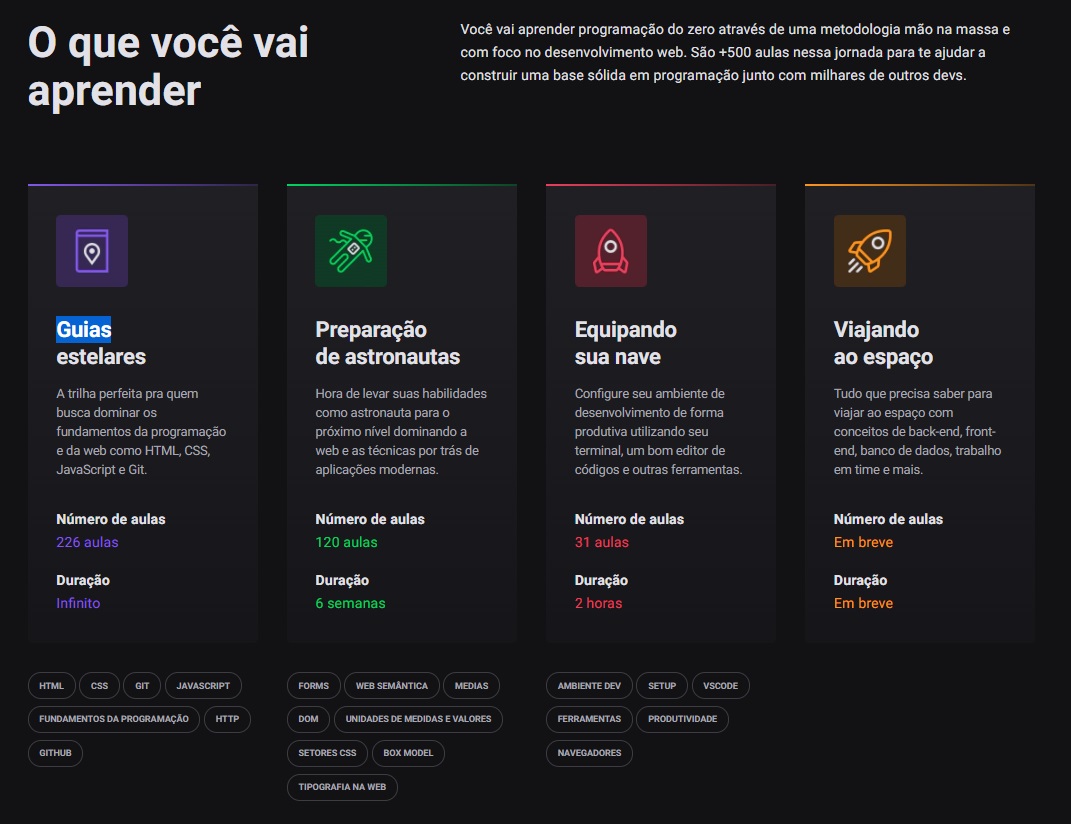 O que você vai
aprender
Você vai aprender programação do zero através de uma metodologia mão na massa e
com foco no desenvolvimento web. São +500 aulas nessa jornada para te ajudar a
construir uma base sólida em programação junto com milhares de outros devs.
Guias
estelares
A trilha perfeita pra quem
busca dominar os
fundamentos da programação
e da web como HTML, CSS,
JavaScript e Git.
Número de aulas
226 aulas
Duração
Infinito
HTML
CSS
GIT
JAVASCRIPT
FUNDAMENTOS DA PROGRAMAÇÃO
HTTP
GITHUB
Preparação
de astronautas
Hora de levar suas habilidades
como astronauta para o
próximo nível dominando a
web e as técnicas por trás de
aplicações modernas.
Número de aulas
120 aulas
Duração
6 semanas
FORMS
WEB SEMÂNTICA
MEDIAS
DOM
UNIDADES DE MEDIDAS E VALORES
SETORES CSS
BOX MODEL
TIPOGRAFIA NA WEB
Equipando
sua nave
Configure seu ambiente de
desenvolvimento de forma
produtiva utilizando seu
terminal, um bom editor de
códigos e outras ferramentas.
Número de aulas
31 aulas
Duração
2 horas
AMBIENTE DEV
SETUP
VSCODE
FERRAMENTAS
PRODUTIVIDADE
NAVEGADORES
Viajando
ao espaço
Tudo que precisa saber para
viajar ao espaço com
conceitos de back-end, front-
end, banco de dados, trabalho
em time e mais.
Número de aulas
Em breve
Duração
Em breve